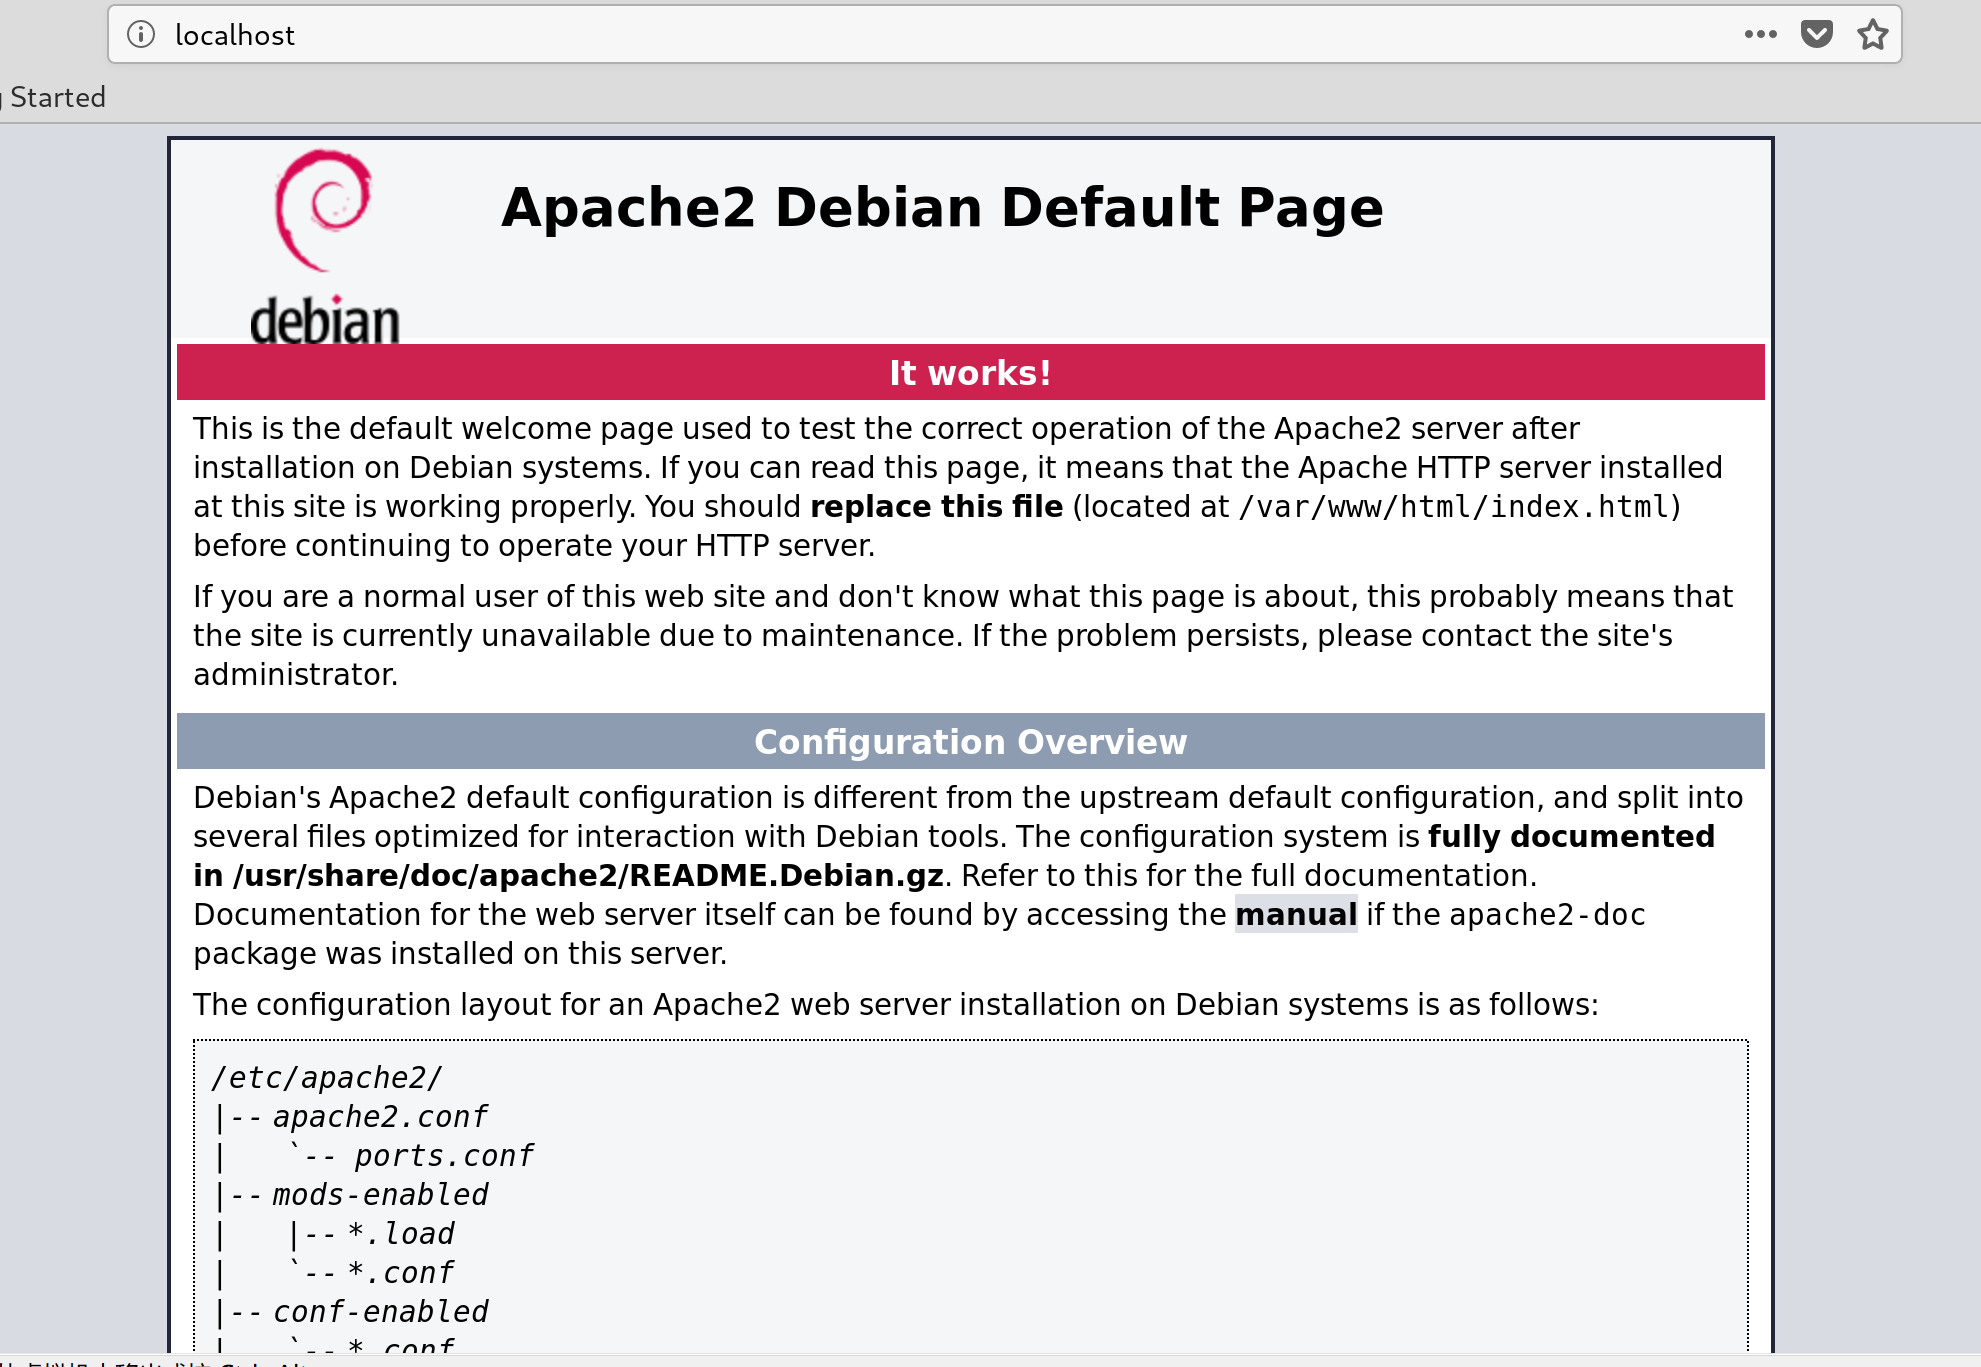 localhost
Started
debian
Apache2 Debian Default Page
It works!
This is the default welcome page used to test the correct operation of the Apache2 server after
installation on Debian systems. If you can read this page, it means that the Apache HTTP server installed
at this site is working properly. You should replace this file (located at /var/www/html/index.html)
before continuing to operate your HTTP server.
If you are a normal user of this web site and don't know what this page is about, this probably means that
the site is currently unavailable due to maintenance. If the problem persists, please contact the site's
administrator.
Configuration Overview
Debian's Apache2 default configuration is different from the upstream default configuration, and split into
several files optimized for interaction with Debian tools. The configuration system is fully documented
in /usr/share/doc/apache2/README.Debian.gz. Refer to this for the full documentation.
Documentation for the web server itself can be found by accessing the manual if the apache2-doc
package was installed on this server.
The configuration layout for an Apache2 web server installation on Debian systems is as follows:
/etc/apache2/
|-- apache2.conf
|   `-- ports.conf
|-- mods-enabled
|   |-- *.load
|   `-- *.conf
|-- conf-enabled
|   `-- *.conf